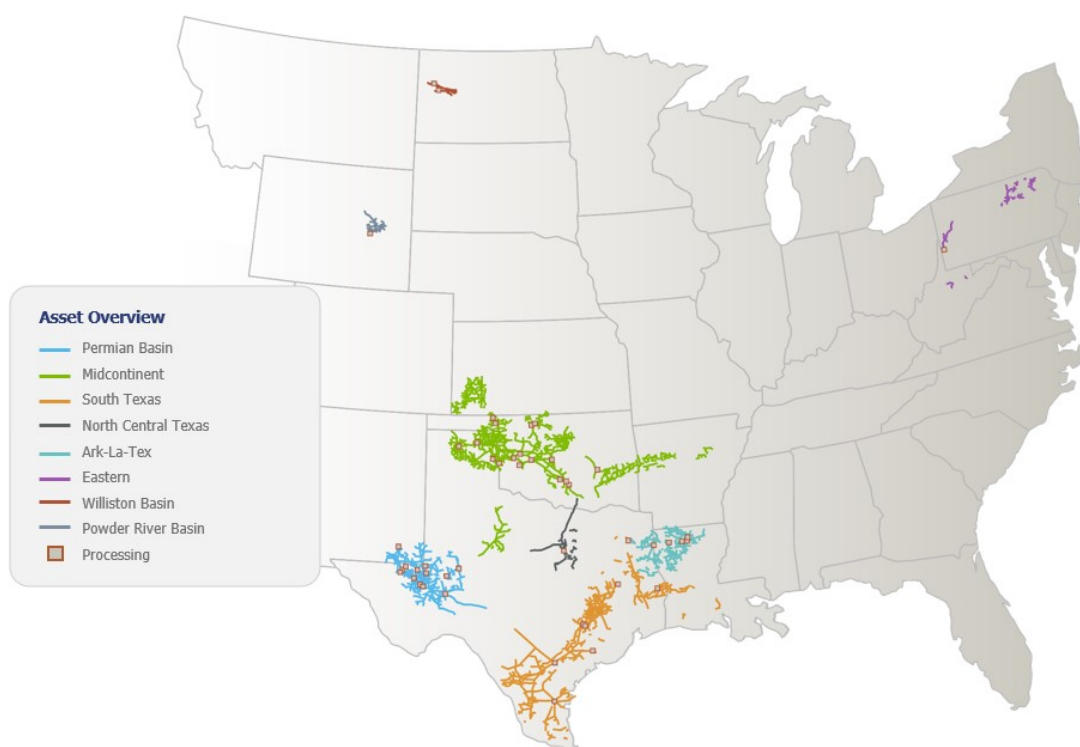 Asset Overview
Permian Basin
Midcontinent
South Texas
North Central Texas
Ark-La-Tex
Eastern
Williston Basin
Powder River Basin
Processing